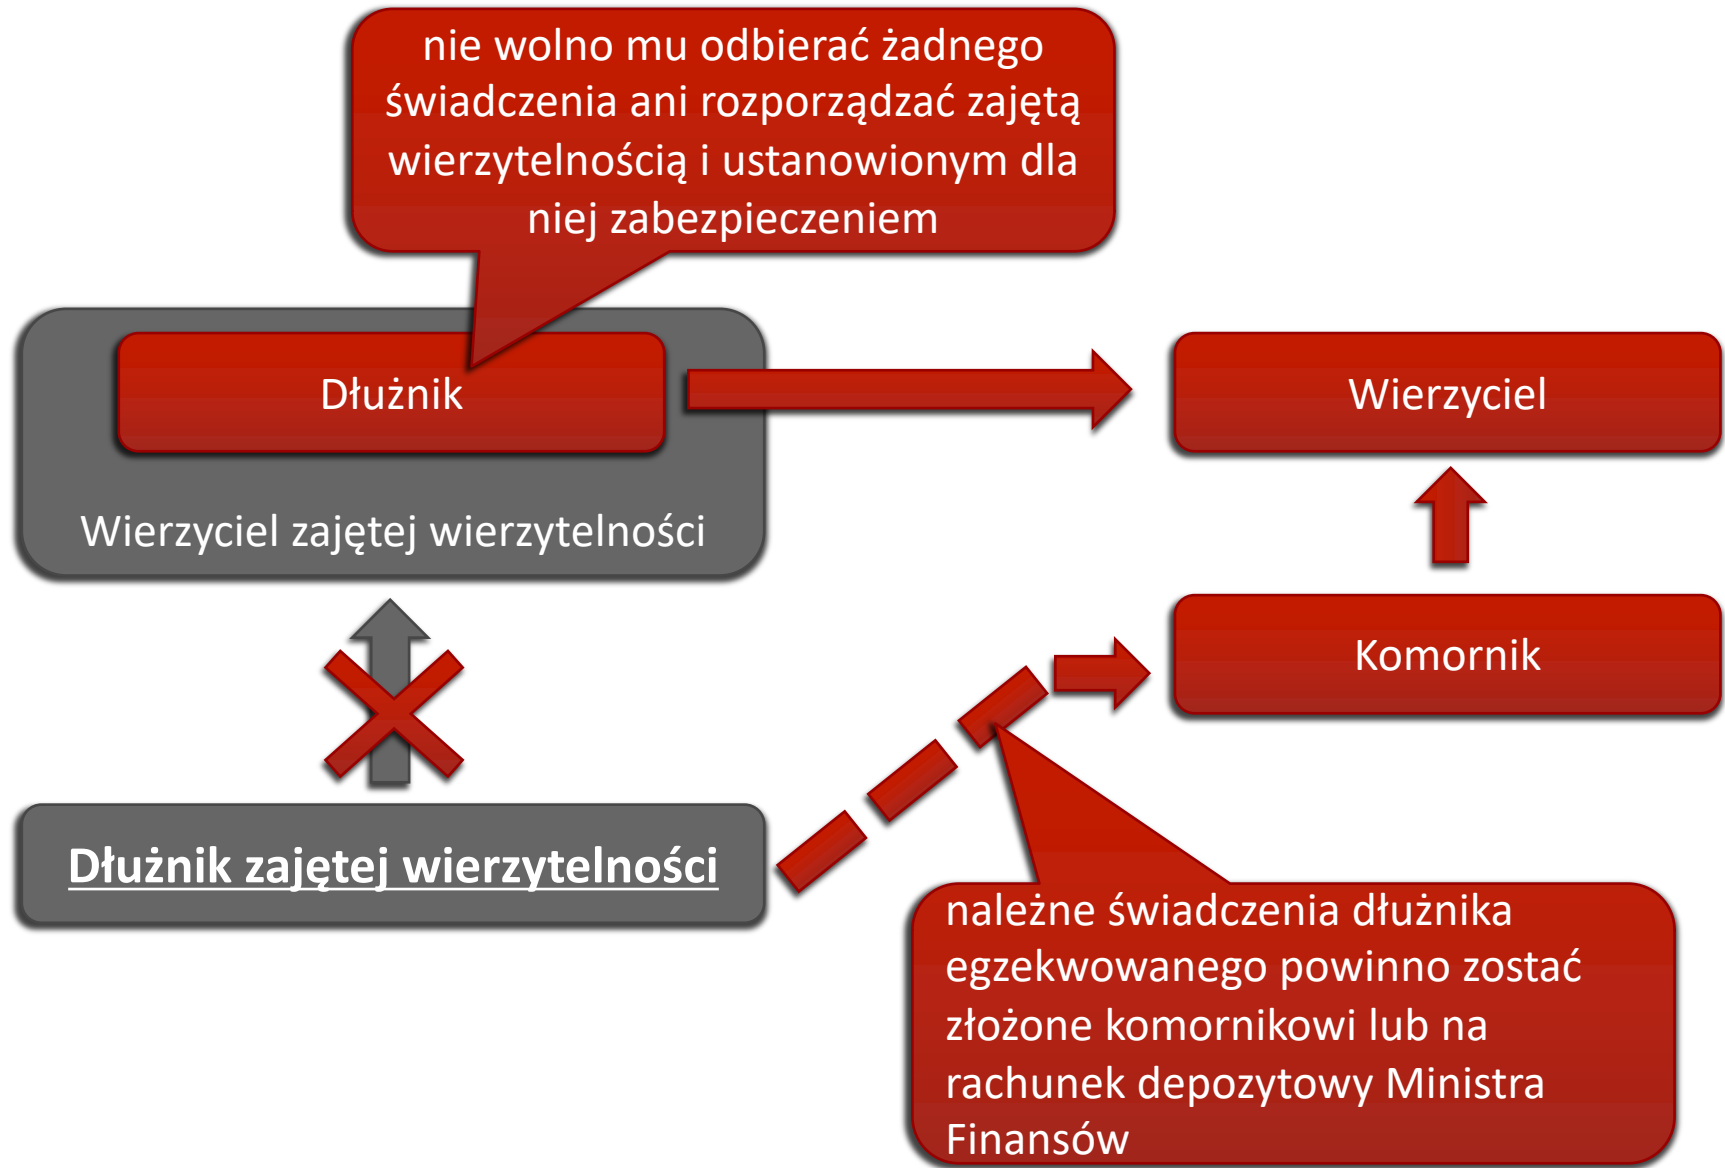 nie wolno mu odbierać żadnego
świadczenia ani rozporządzać zajętą
wierzytelnością i ustanowionym dla
niej zabezpieczeniem
Dłużnik
Wierzyciel
Wierzyciel zajętej wierzytelności
Komornik
Dłużnik zajętej wierzytelności
należne świadczenia dłużnika
egzekwowanego powinno zostać
złożone komornikowi lub na
rachunek depozytowy Ministra
Finansów